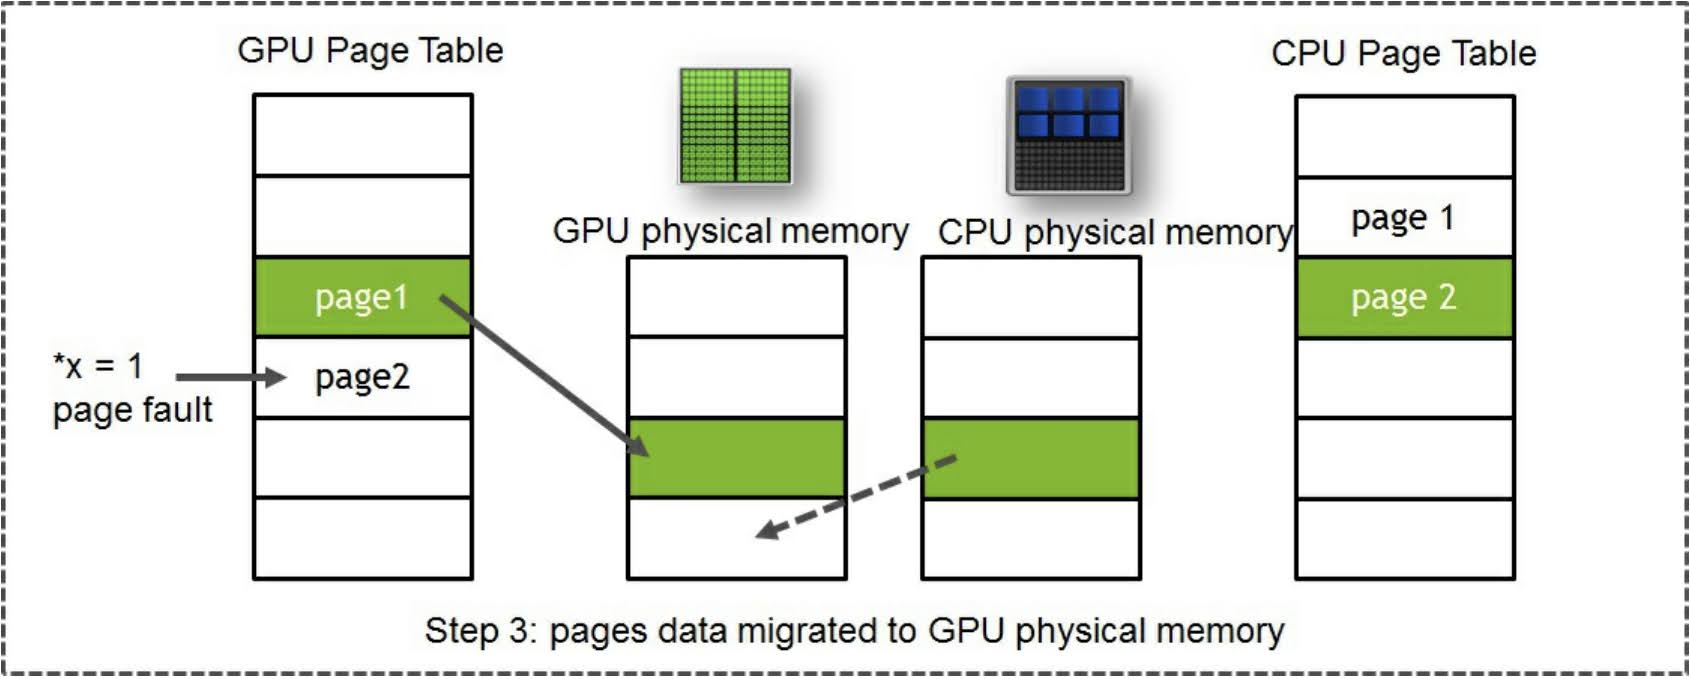 GPU Page Table
CPU Page Table
GPU physical memory
CPU physical memory
page 1
page1
page 2
*x = 1
page fault
page2
Step 3: pages data migrated to GPU physical memory